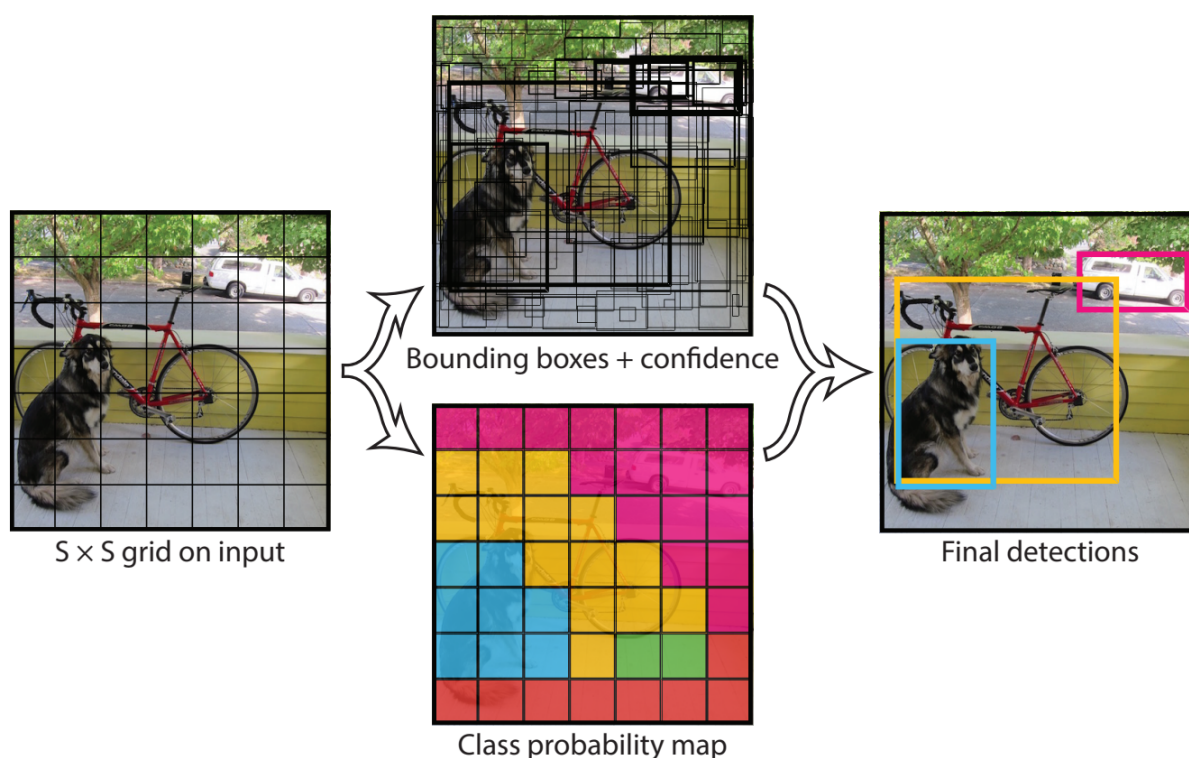 Bounding boxes + confidence
S × S grid on input
Final detections
Class probability map